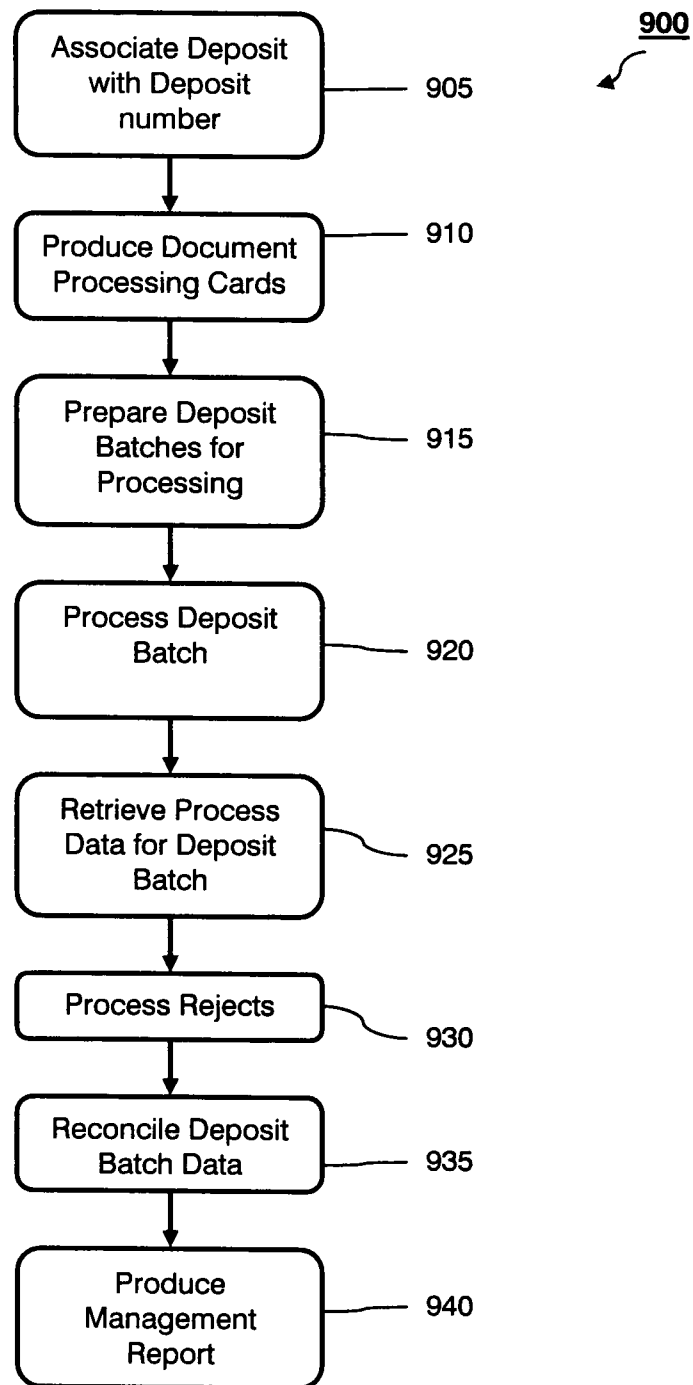 900
Associate Deposit
with Deposit
number
905
Produce Document
Processing Cards
910
Prepare Deposit
Batches for
Processing
915
Process Deposit
Batch
920
Retrieve Process
Data for Deposit
Batch
925
Process Rejects
930
Reconcile Deposit
Batch Data
935
Produce
Management
Report
940